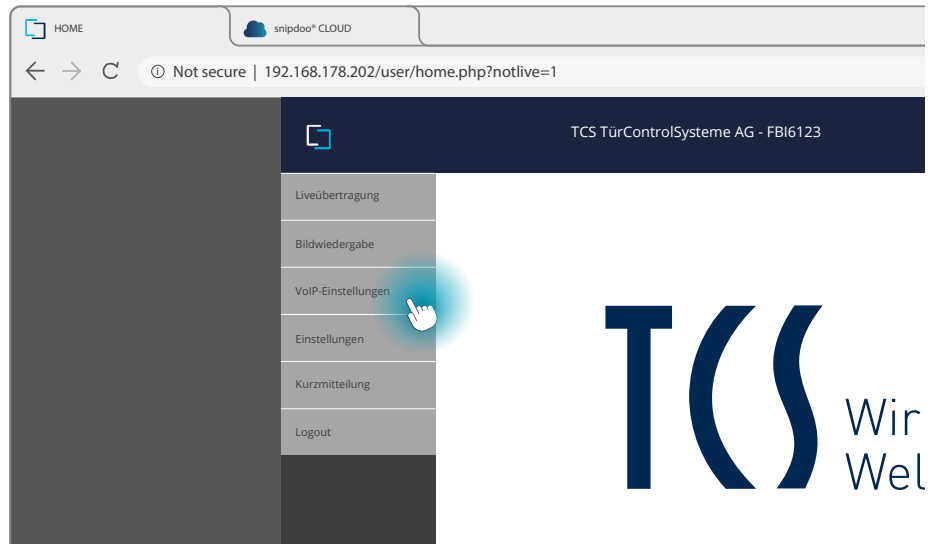 HOME
snipdoo® CLOUD
Not secure | 192.168.178.202/user/home.php?notlive=1
TCS TürControlSysteme AG - FBI6123
Liveübertragung
Bildwiedergabe
VoIP-Einstellungen
Einstellungen
Kurzmitteilung
Logout
TCS
Wir
Wel